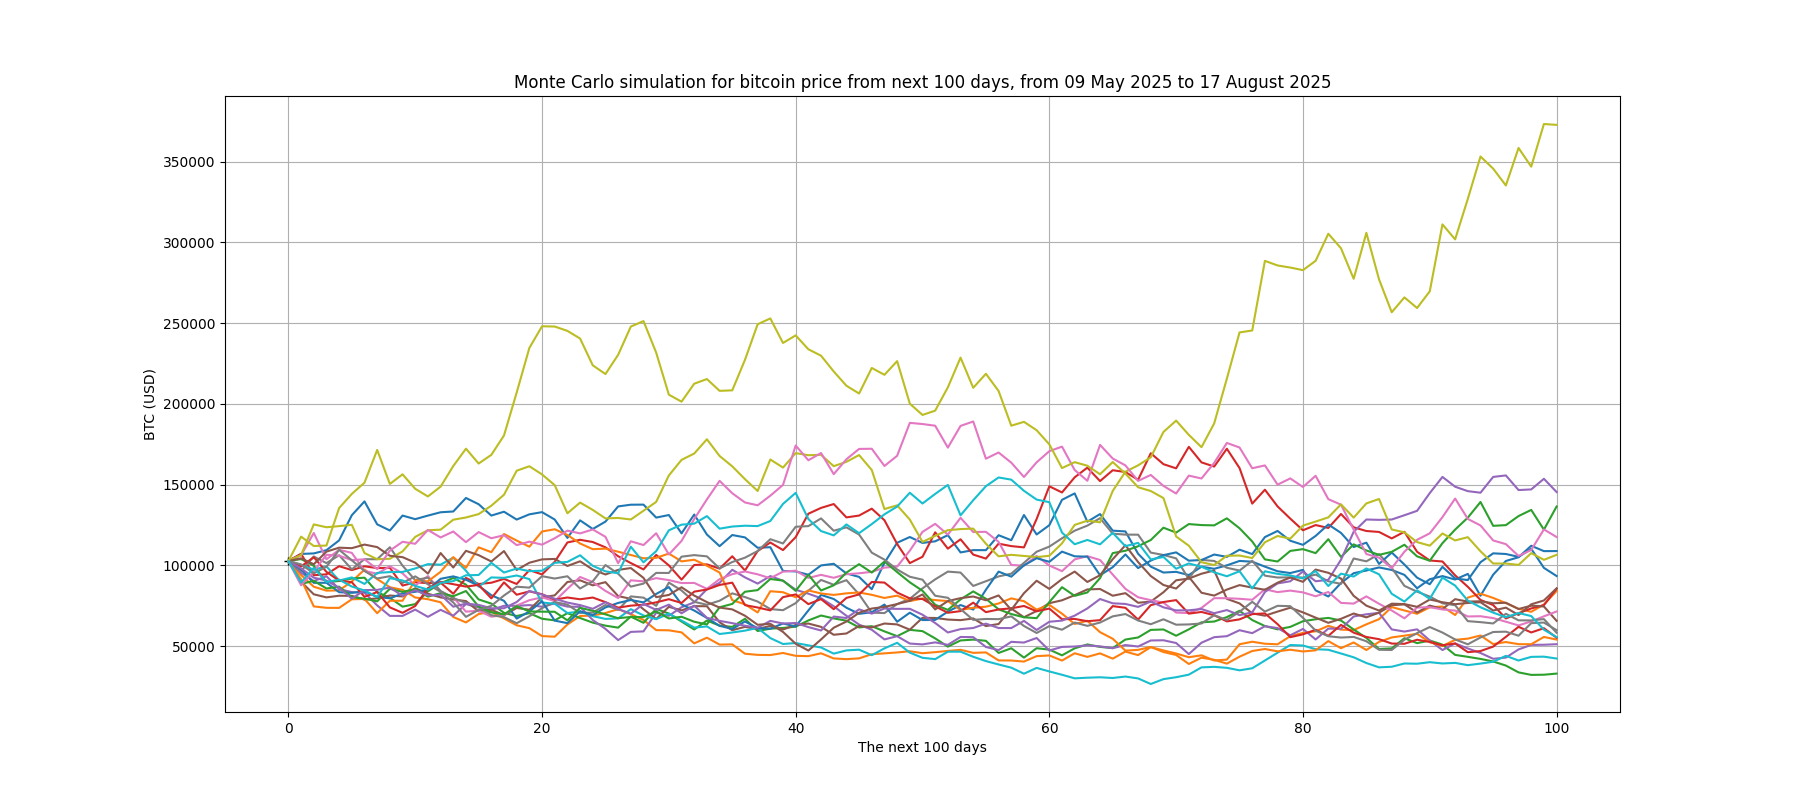 Monte Carlo simulation for bitcoin price from next 100 days, from 09 May 2025 to 17 August 2025
350000
300000
250000
200000
150000
100000
50000
BTC (USD)
0 20 40 60 80 100
The next 100 days